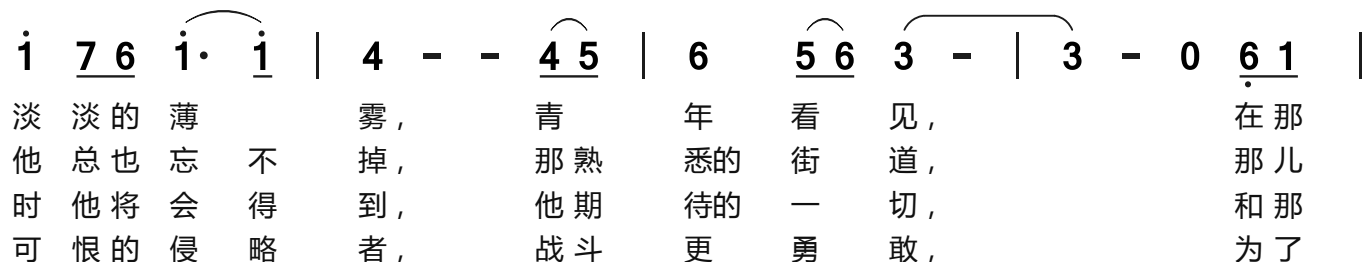 1̇ 7 6 1̇· 1̇ | 4 - - 4 5 | 6 5 6 3 - | 3 - 0 6̣ 1 |
淡 淡的 薄 雾, 青 年 看 见, 在那
他 总也 忘 不 掉, 那熟 悉的 街 道, 那儿
时 他将 会 得 到, 他期 待的 一 切, 和那
可 恨的 侵 略 者, 战斗 更 勇 敢, 为了